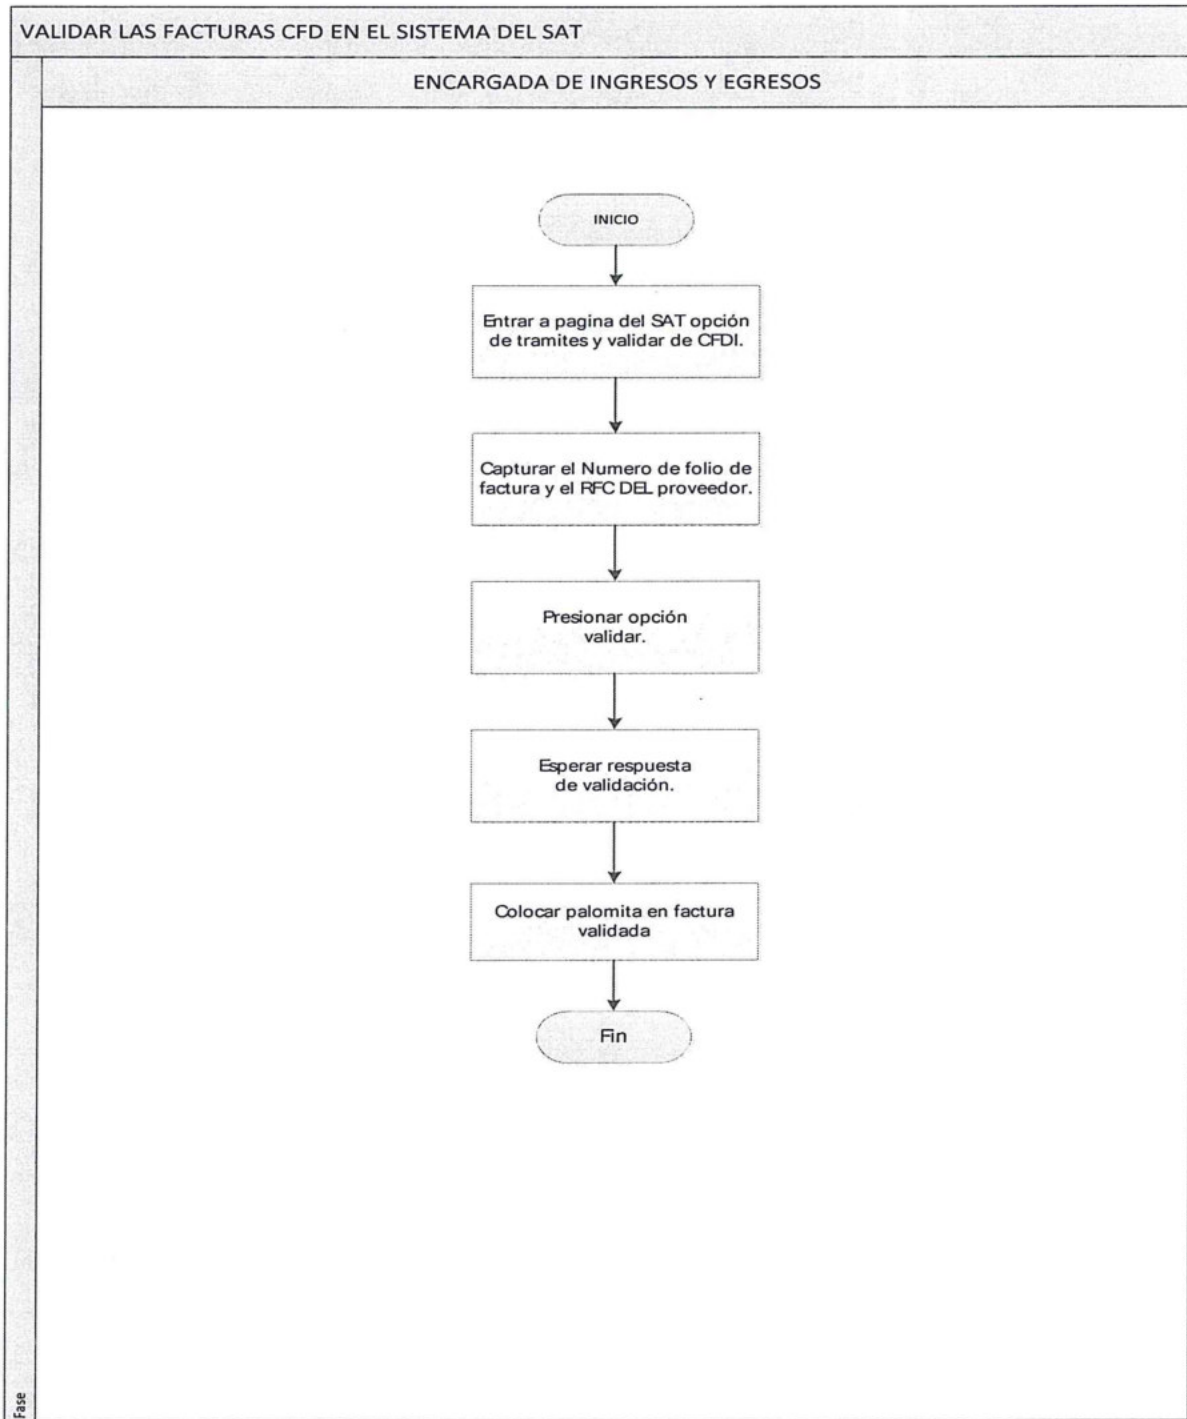 VALIDAR LAS FACTURAS CFD EN EL SISTEMA DEL SAT
ENCARGADA DE INGRESOS Y EGRESOS
INICIO
Entrar a pagina del SAT opción
de tramites y validar de CFDI.
Capturar el Numero de folio de
factura y el RFC DEL proveedor.
Presionar opción
validar.
Esperar respuesta
de validación.
Colocar palomita en factura
validada
Fin
Fase